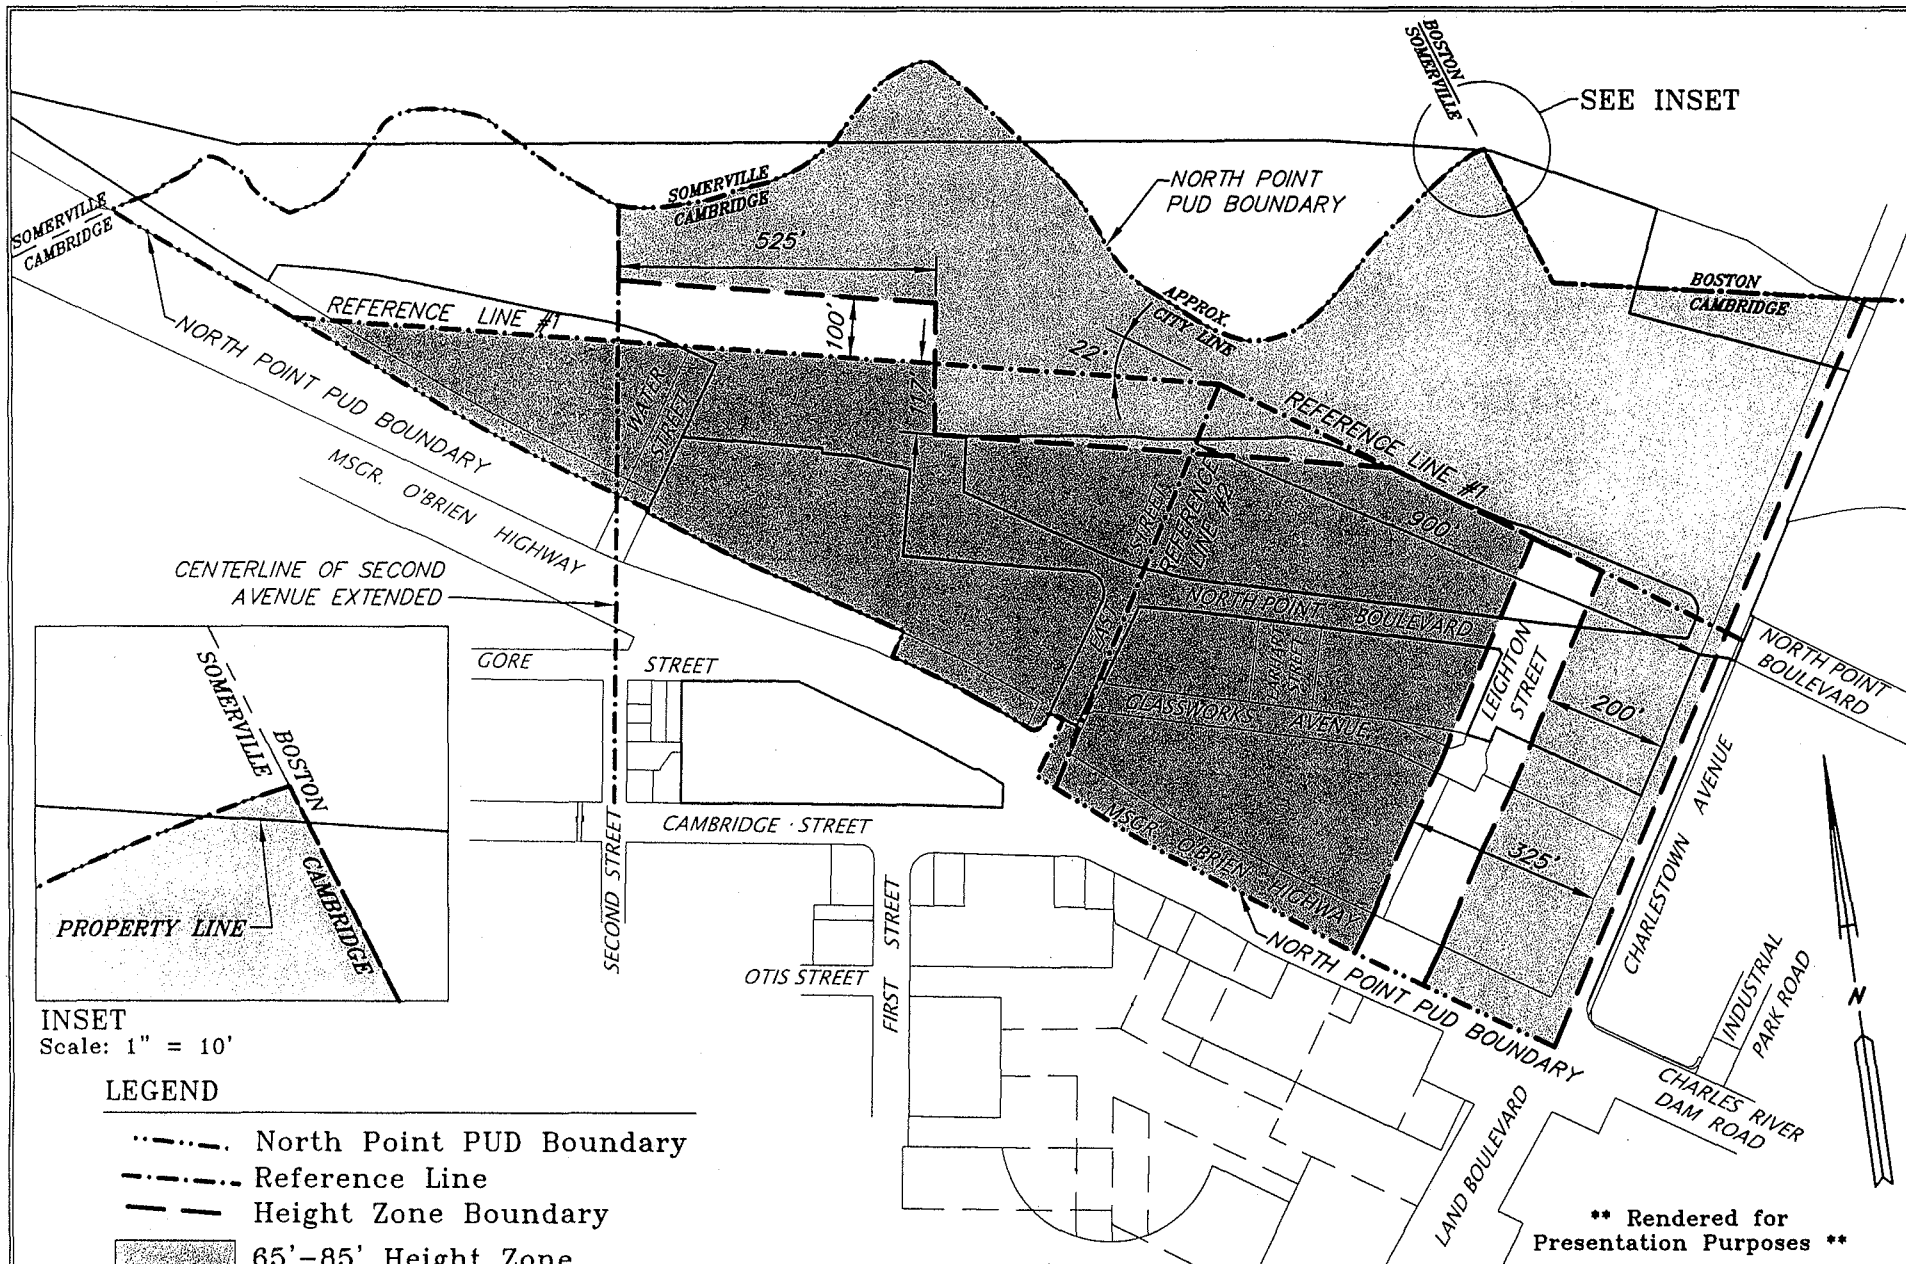 BOSTON
SOMERVILLE
SEE INSET
NORTH POINT
PUD BOUNDARY
SOMERVILLE
CAMBRIDGE
SOMERVILLE
CAMBRIDGE
525'
BOSTON
CAMBRIDGE
APPROX.
CITY LINE
REFERENCE LINE #1
100'
22'
117'
NORTH POINT PUD BOUNDARY
WATER
STREET
REFERENCE LINE #1
MSGR. O'BRIEN HIGHWAY
EAST STREET
REFERENCE
LINE #2
900'
CENTERLINE OF SECOND
AVENUE EXTENDED
NORTH POINT BOULEVARD
NORTH POINT
BOULEVARD
LEIGHTON
STREET
GORE STREET
STREET
GLASSWORKS AVENUE
200'
SOMERVILLE
BOSTON
CAMBRIDGE
PROPERTY LINE
INSET
Scale: 1" = 10'
SECOND STREET
CAMBRIDGE · STREET
MSGR. O'BRIEN HIGHWAY
325'
CHARLESTOWN AVENUE
OTIS STREET
FIRST STREET
NORTH POINT PUD BOUNDARY
INDUSTRIAL
PARK ROAD
N
CHARLES RIVER
DAM ROAD
LAND BOULEVARD
LEGEND
North Point PUD Boundary
Reference Line
Height Zone Boundary
65'-85' Height Zone
** Rendered for
Presentation Purposes **